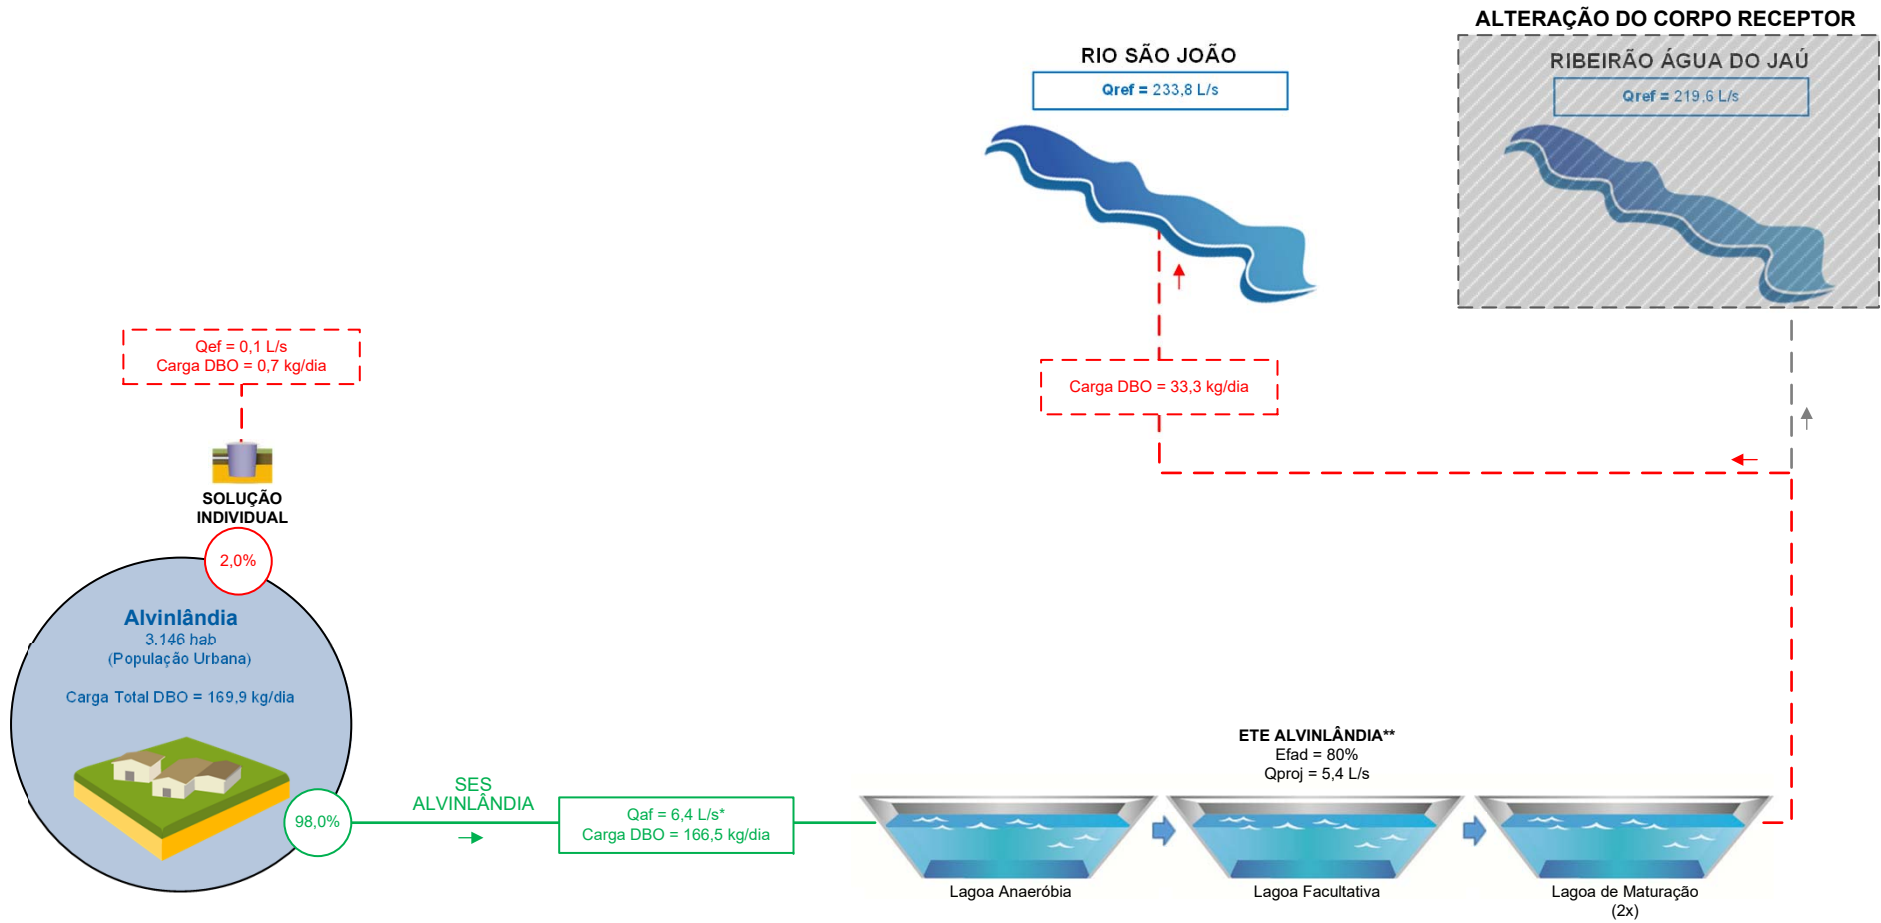 ALTERAÇÃO DO CORPO RECEPTOR
RIO SÃO JOÃO
Qref = 233,8 L/s
RIBEIRÃO ÁGUA DO JAÚ
Qref = 219,6 L/s
Qef = 0,1 L/s
Carga DBO = 0,7 kg/dia
Carga DBO = 33,3 kg/dia
SOLUÇÃO
INDIVIDUAL
2,0%
Alvinlândia
3.146 hab
(População Urbana)
Carga Total DBO = 169,9 kg/dia
98,0%
SES
ALVINLÂNDIA
Qaf = 6,4 L/s*
Carga DBO = 166,5 kg/dia
ETE ALVINLÂNDIA**
Efad = 80%
Qproj = 5,4 L/s
Lagoa Anaeróbia
Lagoa Facultativa
Lagoa de Maturação
(2x)